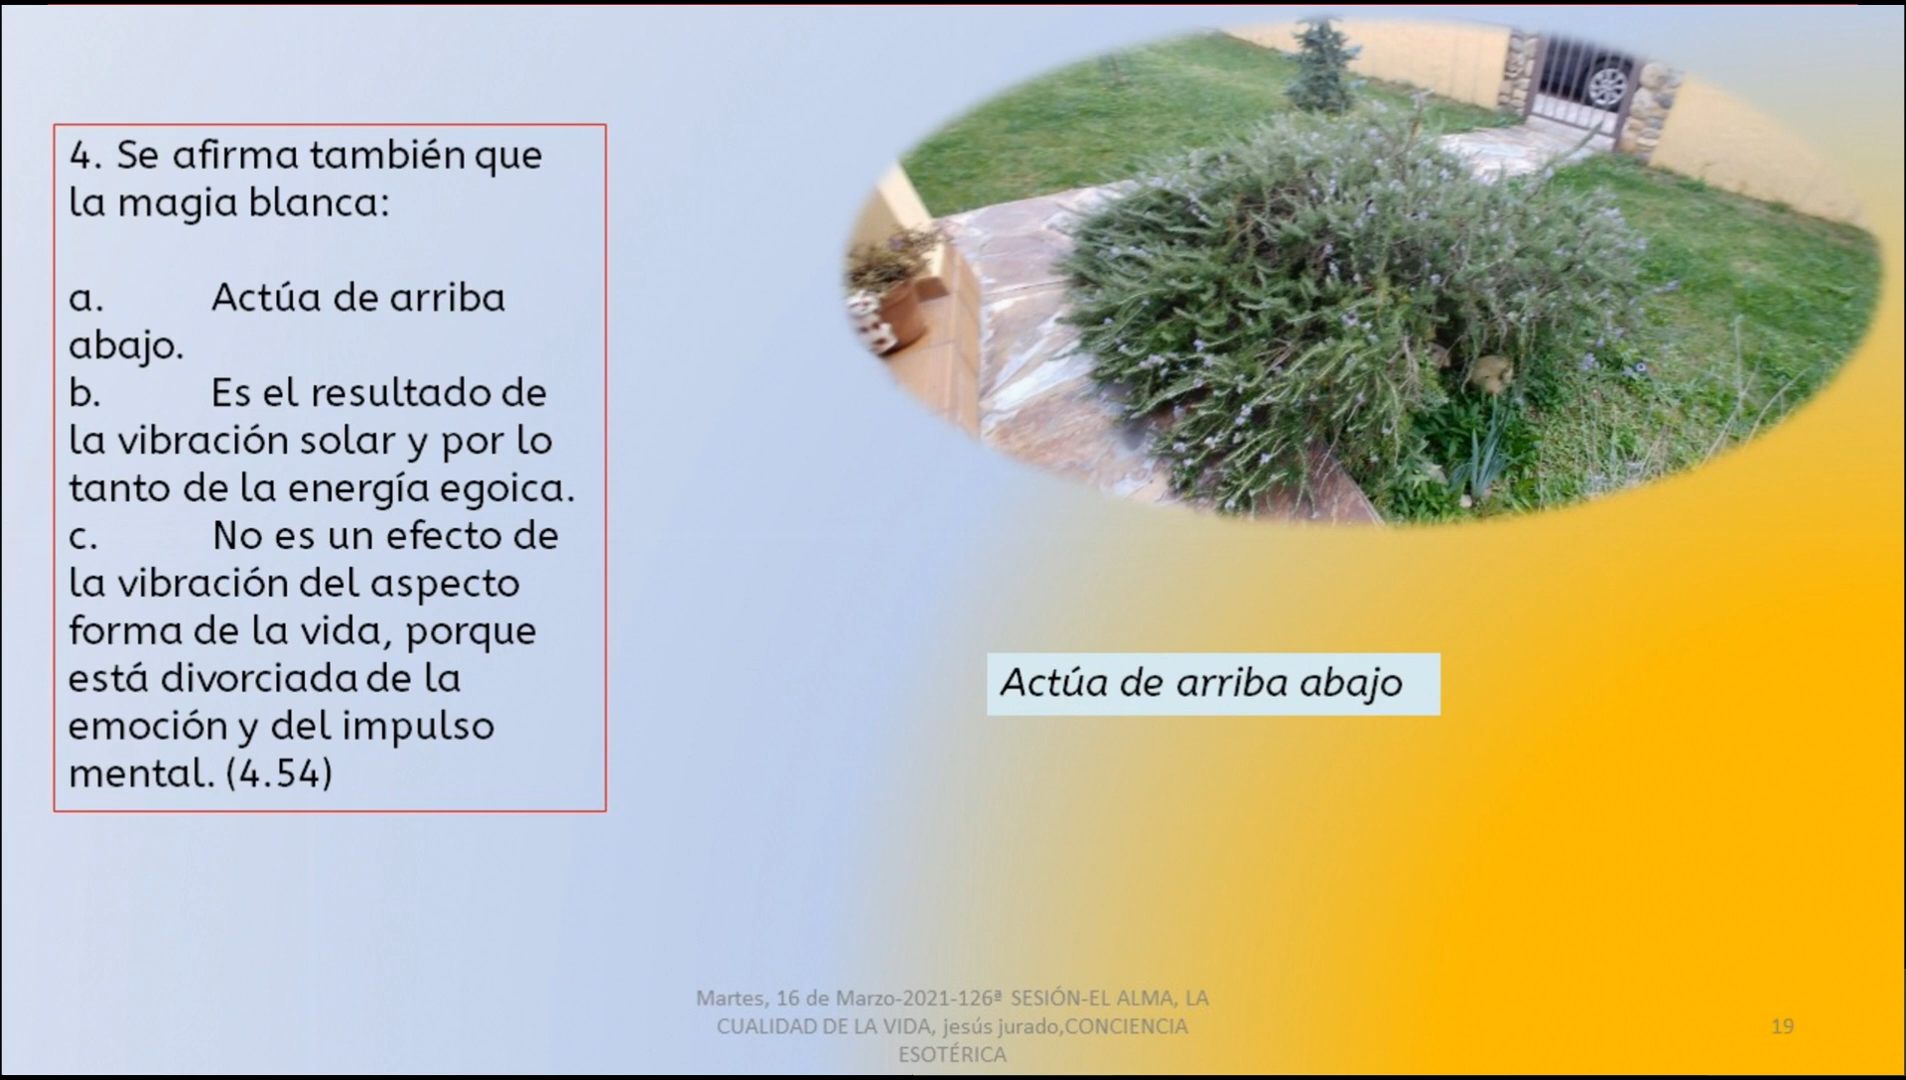 4. Se afirma también que
la magia blanca:
a. Actúa de arriba
abajo.
b. Es el resultado de
la vibración solar y por lo
tanto de la energía egoica.
c. No es un efecto de
la vibración del aspecto
forma de la vida, porque
está divorciada de la
emoción y del impulso
mental. (4.54)
Actúa de arriba abajo
Martes, 16 de Marzo-2021-126ª SESIÓN-EL ALMA, LA
CUALIDAD DE LA VIDA, jesús jurado,CONCIENCIA
ESOTÉRICA
19